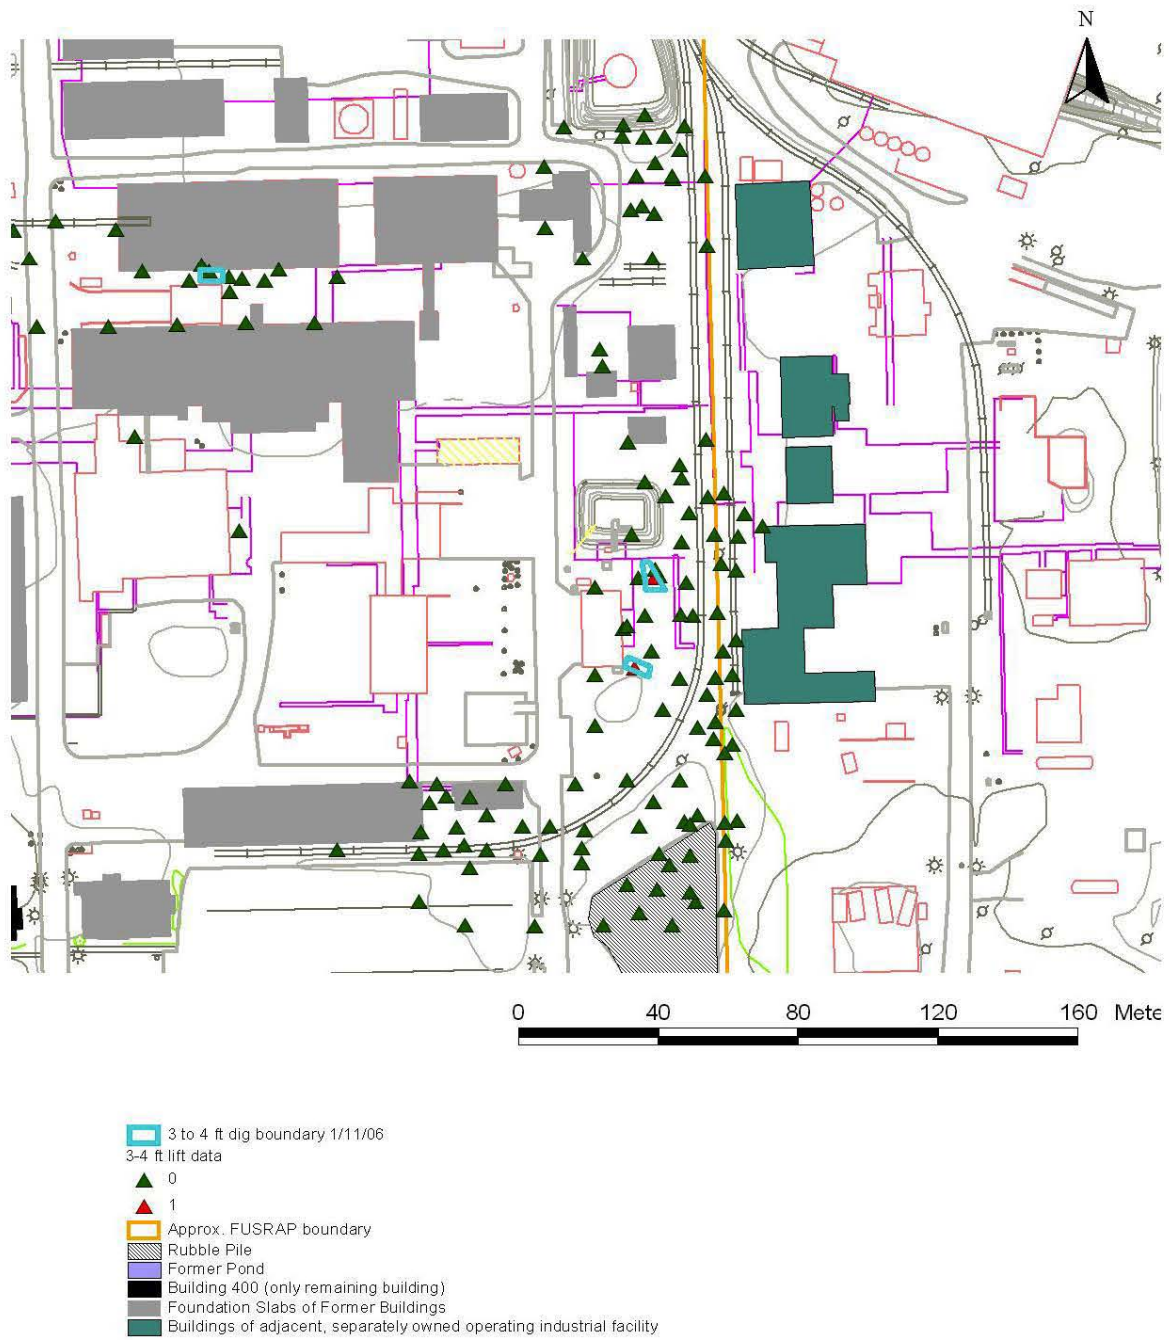 N
0 40 80 120 160 Mete
3 to 4 ft dig boundary 1/11/06
3-4 ft lift data
0
1
Approx. FUSRAP boundary
Rubble Pile
Former Pond
Building 400 (only remaining building)
Foundation Slabs of Former Buildings
Buildings of adjacent, separately owned operating industrial facility